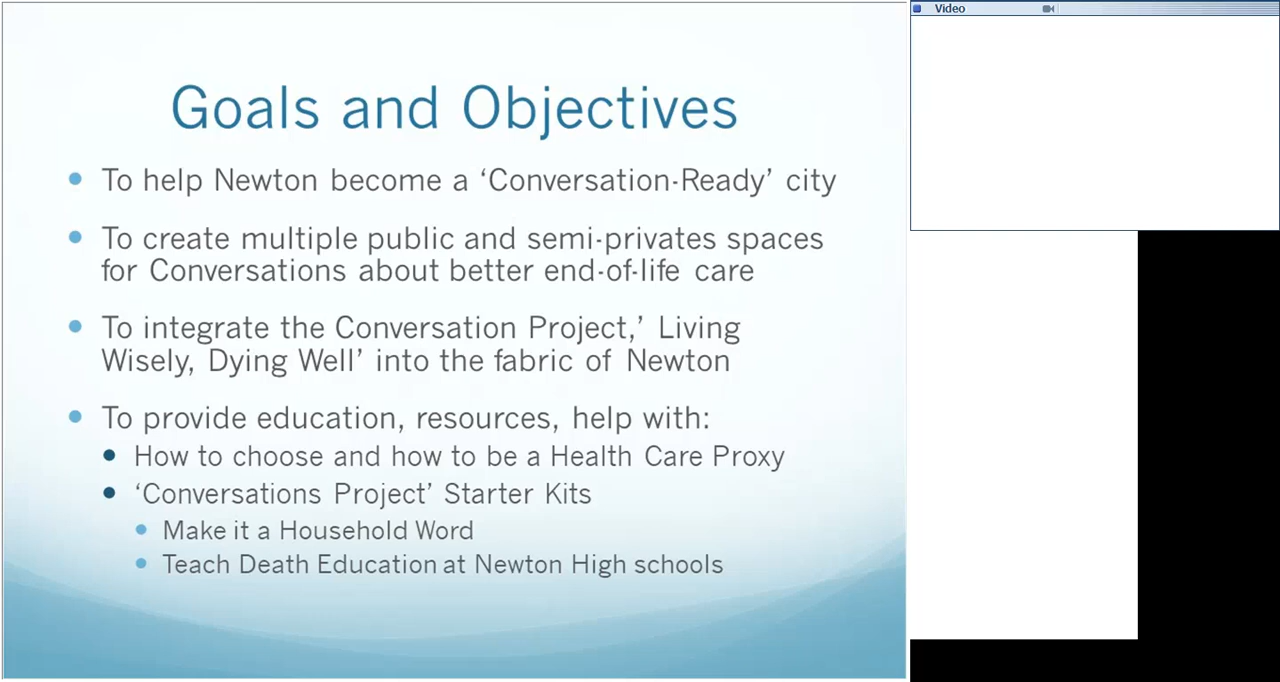 Goals and Objectives
To help Newton become a ‘Conversation-Ready’ city
To create multiple public and semi-privates spaces
for Conversations about better end-of-life care
To integrate the Conversation Project,’ Living
Wisely, Dying Well’ into the fabric of Newton
To provide education, resources, help with:
How to choose and how to be a Health Care Proxy
‘Conversations Project’ Starter Kits
Make it a Household Word
Teach Death Education at Newton High schools
Video